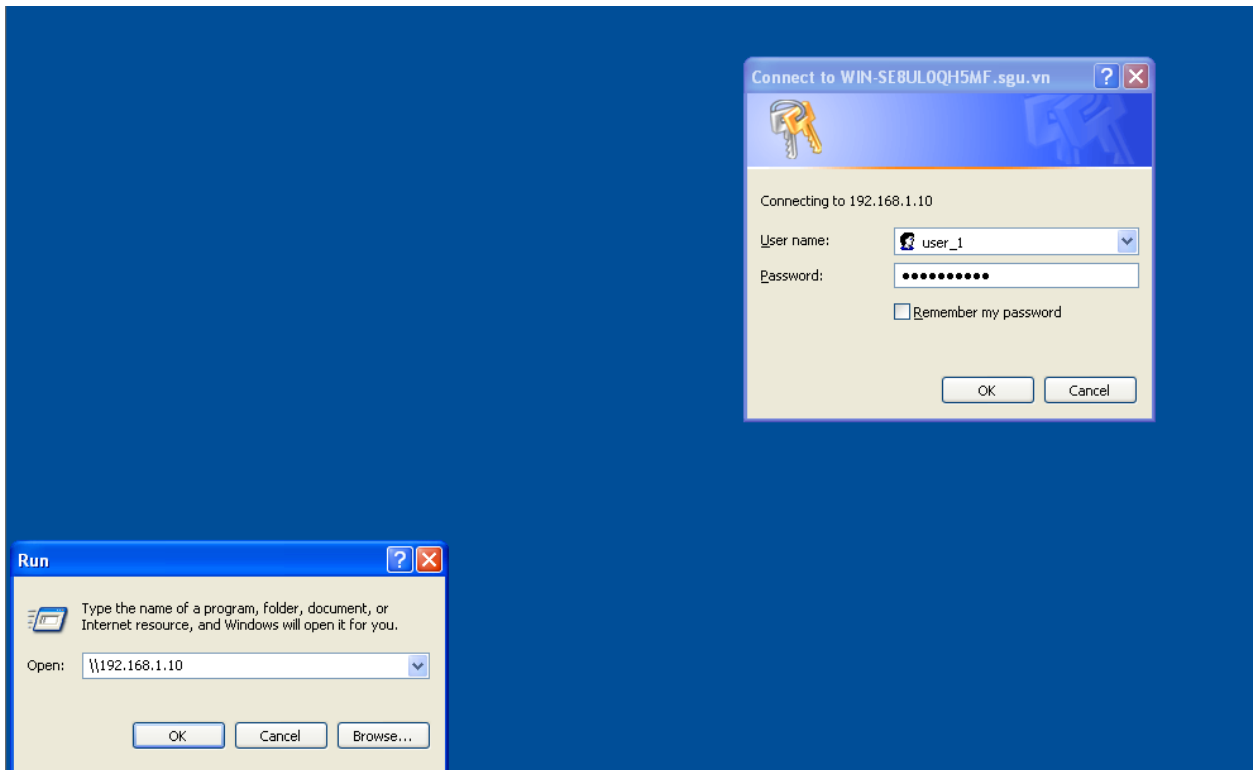 Connect to WIN-SE8UL0QH5MF.sgu.vn
Connecting to 192.168.1.10
User name:
user_1
Password:
●●●●●●●●●●
Remember my password
OK
Cancel
Run
Type the name of a program, folder, document, or
Internet resource, and Windows will open it for you.
Open:
\\192.168.1.10
OK
Cancel
Browse...